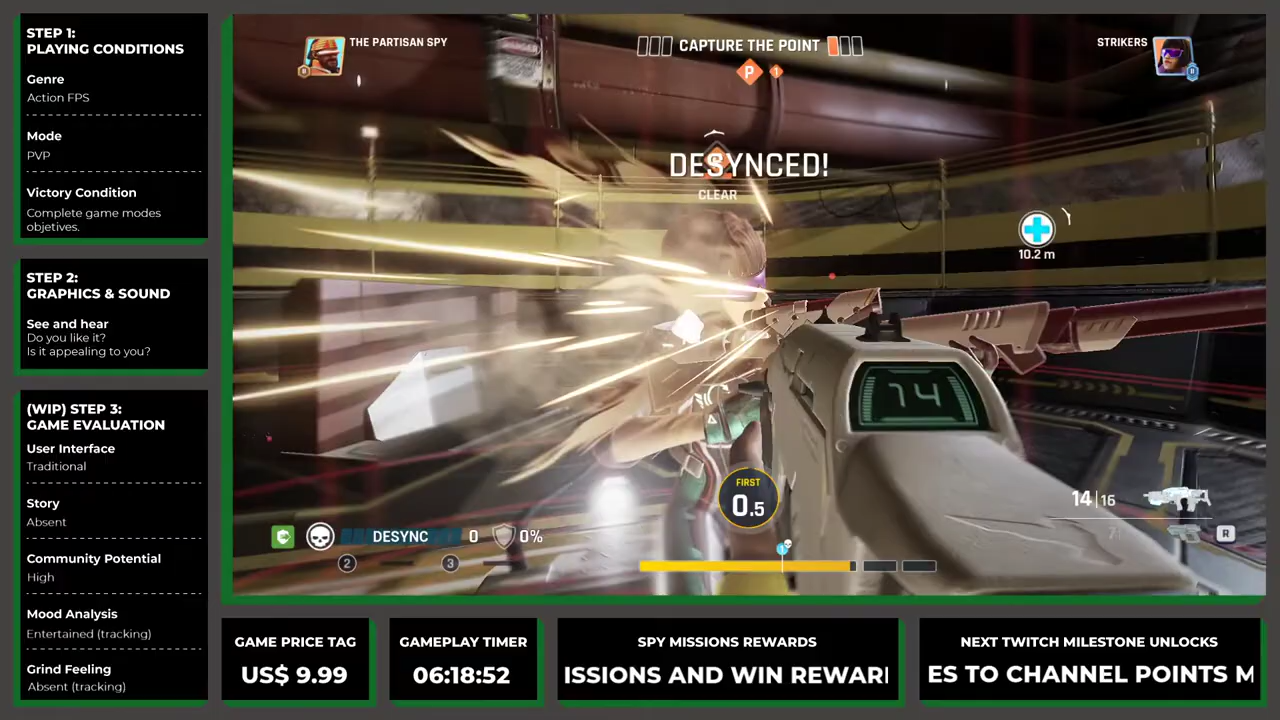 STEP 1:
PLAYING CONDITIONS
Genre
Action FPS
Mode
PVP
Victory Condition
Complete game modes
objetives.
STEP 2:
GRAPHICS & SOUND
See and hear
Do you like it?
Is it appealing to you?
(WIP) STEP 3:
GAME EVALUATION
User Interface
Traditional
Story
Absent
Community Potential
High
Mood Analysis
Entertained (tracking)
Grind Feeling
Absent (tracking)
THE PARTISAN SPY
CAPTURE THE POINT
P 1
STRIKERS
DESYNCED!
CLEAR
10.2 m
14
FIRST
0.5
14|16
R
DESYNC 0 0%
2 3
1
GAME PRICE TAG
US$ 9.99
GAMEPLAY TIMER
06:18:52
SPY MISSIONS REWARDS
ISSIONS AND WIN REWARI
NEXT TWITCH MILESTONE UNLOCKS
ES TO CHANNEL POINTS M